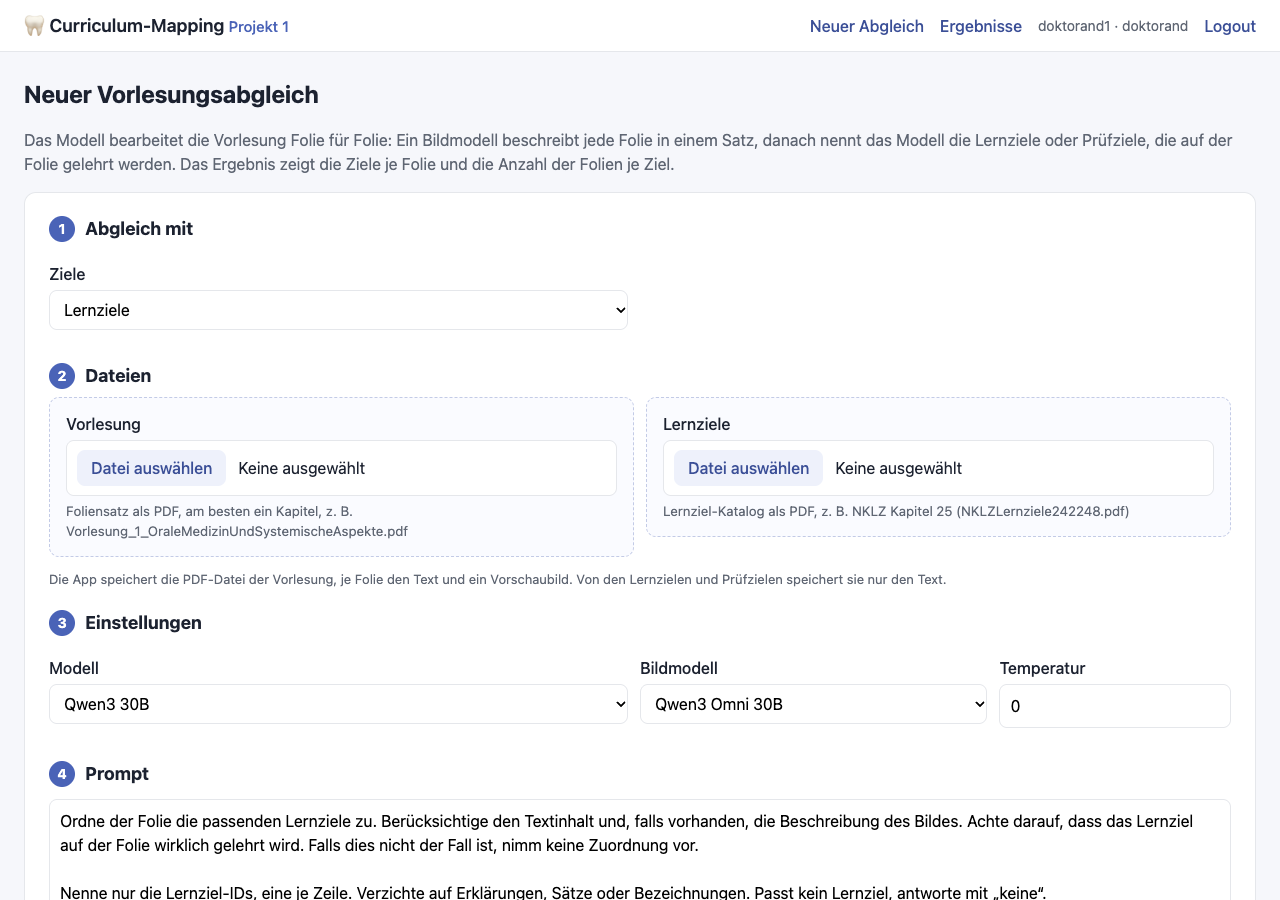 Curriculum-Mapping Projekt 1
Neuer Abgleich Ergebnisse doktorand1 · doktorand Logout
Neuer Vorlesungsabgleich
Das Modell bearbeitet die Vorlesung Folie für Folie: Ein Bildmodell beschreibt jede Folie in einem Satz, danach nennt das Modell die Lernziele oder Prüfziele, die auf der
Folie gelehrt werden. Das Ergebnis zeigt die Ziele je Folie und die Anzahl der Folien je Ziel.
1 Abgleich mit
Ziele
Lernziele
2 Dateien
Vorlesung
Datei auswählen Keine ausgewählt
Foliensatz als PDF, am besten ein Kapitel, z. B.
Vorlesung_1_OraleMedizinUndSystemischeAspekte.pdf
Lernziele
Datei auswählen Keine ausgewählt
Lernziel-Katalog als PDF, z. B. NKLZ Kapitel 25 (NKLZLernziele242248.pdf)
Die App speichert die PDF-Datei der Vorlesung, je Folie den Text und ein Vorschaubild. Von den Lernzielen und Prüfzielen speichert sie nur den Text.
3 Einstellungen
Modell
Qwen3 30B
Bildmodell
Qwen3 Omni 30B
Temperatur
0
4 Prompt
Ordne der Folie die passenden Lernziele zu. Berücksichtige den Textinhalt und, falls vorhanden, die Beschreibung des Bildes. Achte darauf, dass das Lernziel
auf der Folie wirklich gelehrt wird. Falls dies nicht der Fall ist, nimm keine Zuordnung vor.
Nenne nur die Lernziel-IDs, eine je Zeile. Verzichte auf Erklärungen, Sätze oder Bezeichnungen. Passt kein Lernziel, antworte mit „keine“.